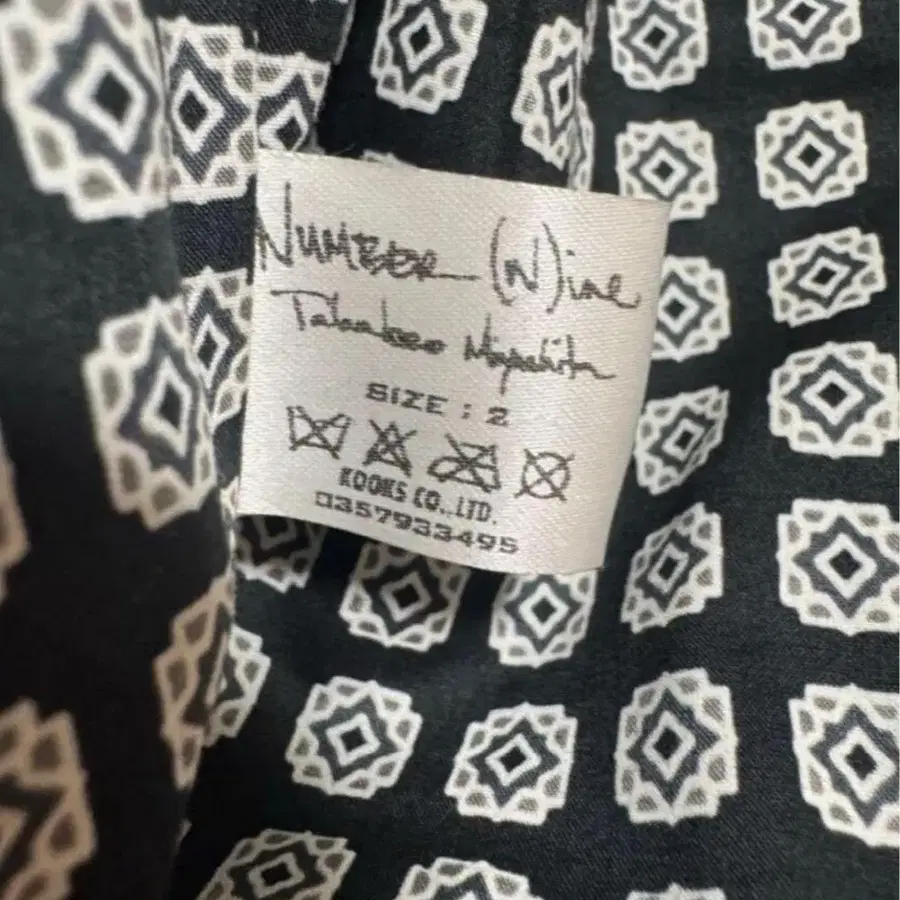 NUMBER (N)ine
Takahiro Miyashita
SIZE : 2
KOOKS CO.,LTD.
0357933495